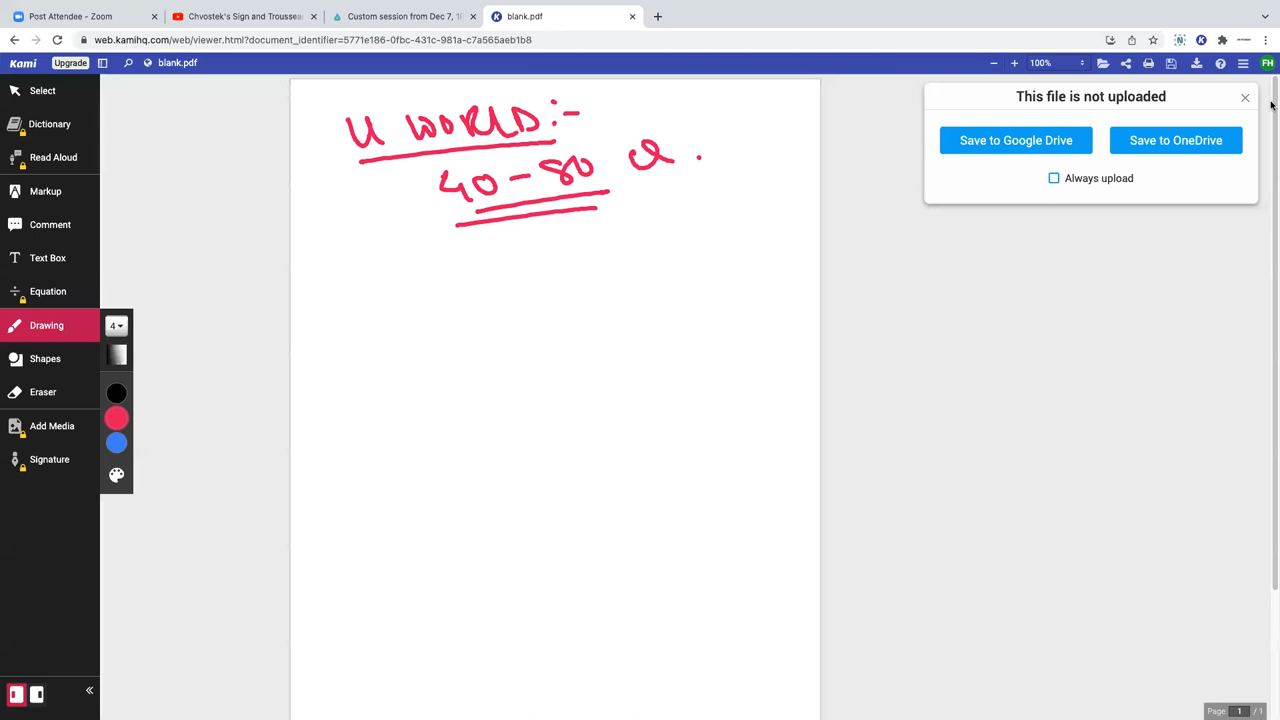 Post Attendee - Zoom
Chvostek's Sign and Troussea
Custom session from Dec 7, 18
blank.pdf
web.kamihq.com/web/viewer.html?document_identifier=5771e186-0fbc-431c-981a-c7a565aeb1b8
Kami
Upgrade
blank.pdf
100%
FH
Select
Dictionary
Read Aloud
Markup
Comment
Text Box
Equation
Drawing
Shapes
Eraser
Add Media
Signature
4
U WORLD:-
40-80 Q.
This file is not uploaded
Save to Google Drive
Save to OneDrive
Always upload
Page 1 / 1